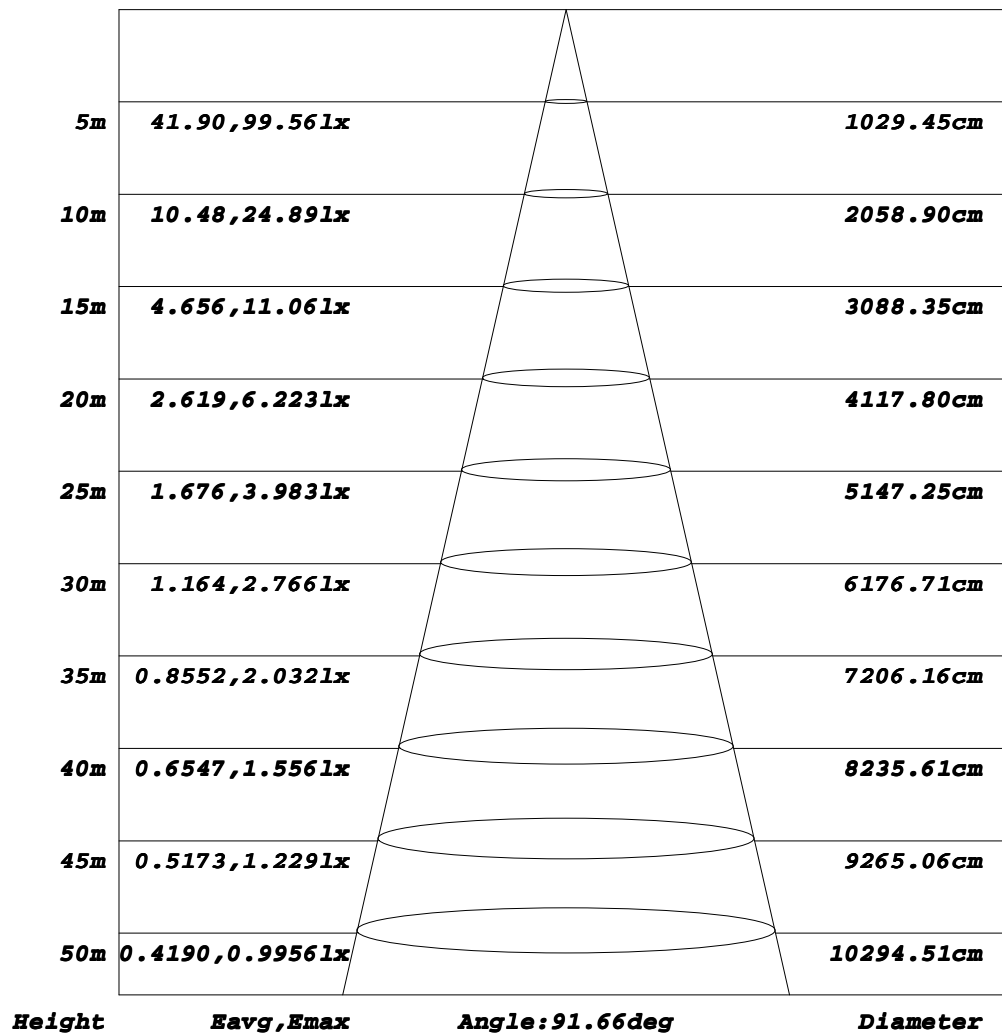 5m 41.90,99.56lx 1029.45cm
10m 10.48,24.89lx 2058.90cm
15m 4.656,11.06lx 3088.35cm
20m 2.619,6.223lx 4117.80cm
25m 1.676,3.983lx 5147.25cm
30m 1.164,2.766lx 6176.71cm
35m 0.8552,2.032lx 7206.16cm
40m 0.6547,1.556lx 8235.61cm
45m 0.5173,1.229lx 9265.06cm
50m 0.4190,0.9956lx 10294.51cm
Height Eavg,Emax Angle:91.66deg Diameter